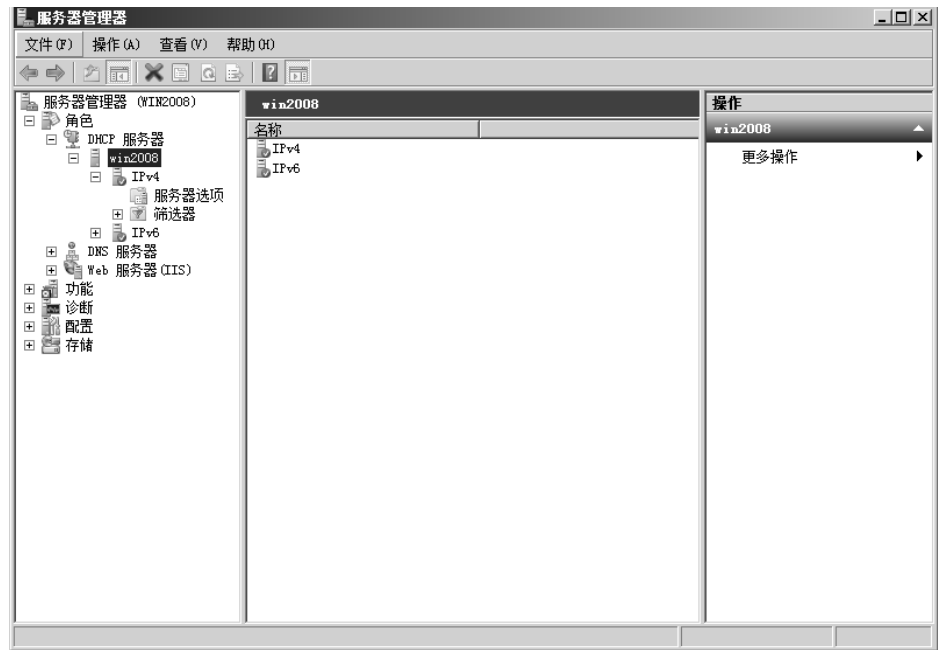 服务器管理器
文件(F) 操作(A) 查看(V) 帮助(H)
服务器管理器 (WIN2008)
角色
DHCP 服务器
win2008
IPv4
服务器选项
筛选器
IPv6
DNS 服务器
Web 服务器(IIS)
功能
诊断
配置
存储
win2008
名称
IPv4
IPv6
操作
win2008
更多操作